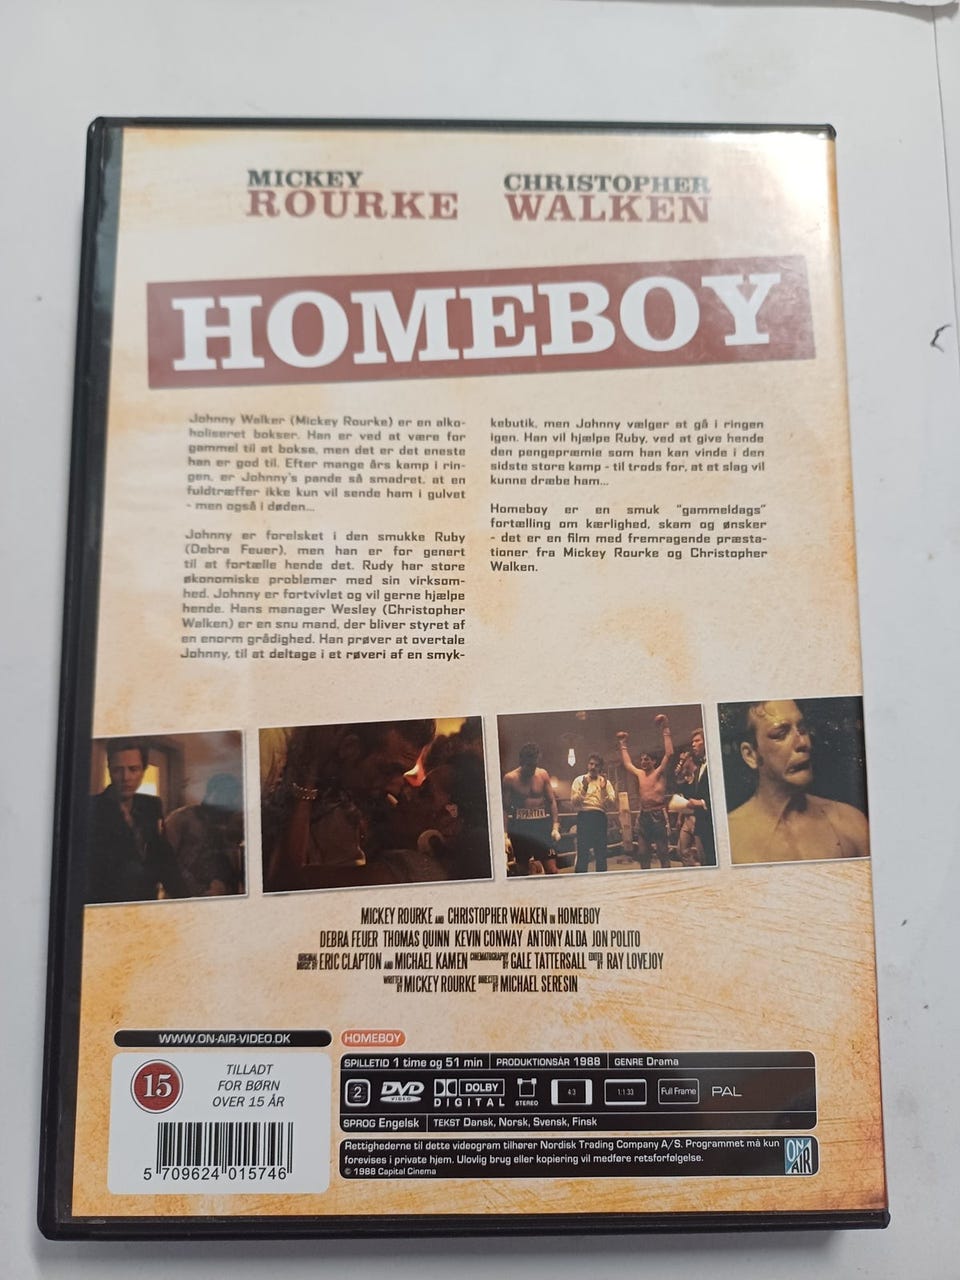 MICKEY
ROURKE
CHRISTOPHER
WALKEN
HOMEBOY
Johnny Walker (Mickey Rourke) er en alko-
holiseret bokser. Han er ved at være for
gammel til at bokse, men det er det eneste
han er god til. Efter mange års kamp i rin-
gen, er Johnny's pande så smadret, at en
fuldtræffer ikke kun vil sende ham i gulvet
- men også i døden...
Johnny er forelsket i den smukke Ruby
(Debra Feuer), men han er for genert
til at fortælle hende det. Rudy har store
økonomiske problemer med sin virksom-
hed. Johnny er fortvivlet og vil gerne hjælpe
hende. Hans manager Wesley (Christopher
Walken) er en snu mand, der bliver styret af
en enorm grådighed. Han prøver at overtale
Johnny, til at deltage i et røveri af en smyk-
kebutik, men Johnny vælger at gå i ringen
igen. Han vil hjælpe Ruby, ved at give hende
den pengepræmie som han kan vinde i den
sidste store kamp - til trods for, at et slag vil
kunne dræbe ham...
Homeboy er en smuk "gammeldags"
fortælling om kærlighed, skam og ønsker
- det er en film med fremragende præsta-
tioner fra Mickey Rourke og Christopher
Walken.
MICKEY ROURKE AND CHRISTOPHER WALKEN IN HOMEBOY
DEBRA FEUER THOMAS QUINN KEVIN CONWAY ANTONY ALDA JON POLITO
ORIGINAL MUSIC BY ERIC CLAPTON AND MICHAEL KAMEN CINEMATOGRAPHY BY GALE TATTERSALL EDITED BY RAY LOVEJOY
WRITTEN BY MICKEY ROURKE DIRECTED BY MICHAEL SERESIN
WWW.ON-AIR-VIDEO.DK
HOMEBOY
15
TILLADT
FOR BØRN
OVER 15 ÅR
5 709624 015746
SPILLETID 1 time og 51 min PRODUKTIONSÅR 1988 GENRE Drama
2 DVD VIDEO DOLBY DIGITAL STEREO 4:3 1:1.33 Full Frame PAL
SPROG Engelsk TEKST Dansk, Norsk, Svensk, Finsk
Rettighederne til dette videogram tilhører Nordisk Trading Company A/S. Programmet må kun
forevises i private hjem. Ulovlig brug eller kopiering vil medføre retsforfølgelse.
© 1988 Capital Cinema
ON AIR